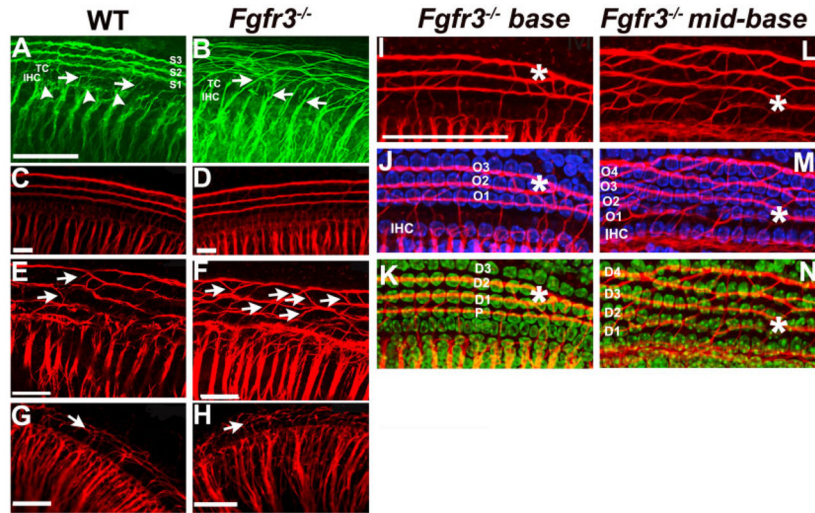 WT
Fgfr3-/-
Fgfr3-/- base
Fgfr3-/- mid-base
A
TC
IHC
S3
S2
S1
B
TC
IHC
C
D
E
F
G
H
I
J
O3
O2
O1
IHC
K
D3
D2
D1
P
L
M
O4
O3
O2
O1
IHC
N
D4
D3
D2
D1